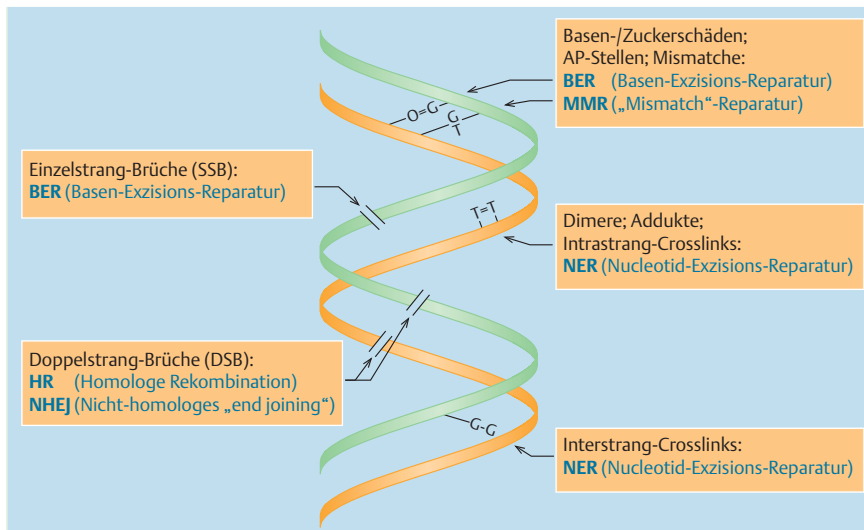 Basen-/Zuckerschäden;
AP-Stellen; Mismatche:
BER (Basen-Exzisions-Reparatur)
MMR („Mismatch“-Reparatur)
O=G
G
T
Einzelstrang-Brüche (SSB):
BER (Basen-Exzisions-Reparatur)
T=T
Dimere; Addukte;
Intrastrang-Crosslinks:
NER (Nucleotid-Exzisions-Reparatur)
Doppelstrang-Brüche (DSB):
HR (Homologe Rekombination)
NHEJ (Nicht-homologes „end joining“)
G-G
Interstrang-Crosslinks:
NER (Nucleotid-Exzisions-Reparatur)